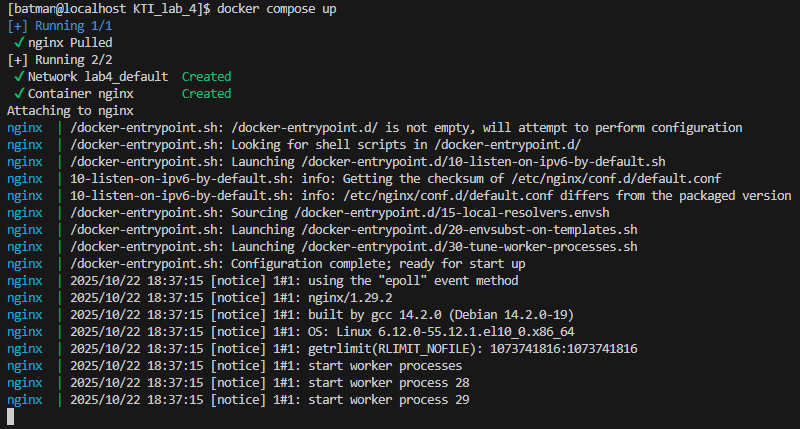 [batman@localhost KTI_lab_4]$ docker compose up
[+] Running 1/1
✓ nginx Pulled
[+] Running 2/2
✓ Network lab4_default  Created
✓ Container nginx       Created
Attaching to nginx
nginx  | /docker-entrypoint.sh: /docker-entrypoint.d/ is not empty, will attempt to perform configuration
nginx  | /docker-entrypoint.sh: Looking for shell scripts in /docker-entrypoint.d/
nginx  | /docker-entrypoint.sh: Launching /docker-entrypoint.d/10-listen-on-ipv6-by-default.sh
nginx  | 10-listen-on-ipv6-by-default.sh: info: Getting the checksum of /etc/nginx/conf.d/default.conf
nginx  | 10-listen-on-ipv6-by-default.sh: info: /etc/nginx/conf.d/default.conf differs from the packaged version
nginx  | /docker-entrypoint.sh: Sourcing /docker-entrypoint.d/15-local-resolvers.envsh
nginx  | /docker-entrypoint.sh: Launching /docker-entrypoint.d/20-envsubst-on-templates.sh
nginx  | /docker-entrypoint.sh: Launching /docker-entrypoint.d/30-tune-worker-processes.sh
nginx  | /docker-entrypoint.sh: Configuration complete; ready for start up
nginx  | 2025/10/22 18:37:15 [notice] 1#1: using the "epoll" event method
nginx  | 2025/10/22 18:37:15 [notice] 1#1: nginx/1.29.2
nginx  | 2025/10/22 18:37:15 [notice] 1#1: built by gcc 14.2.0 (Debian 14.2.0-19)
nginx  | 2025/10/22 18:37:15 [notice] 1#1: OS: Linux 6.12.0-55.12.1.el10_0.x86_64
nginx  | 2025/10/22 18:37:15 [notice] 1#1: getrlimit(RLIMIT_NOFILE): 1073741816:1073741816
nginx  | 2025/10/22 18:37:15 [notice] 1#1: start worker processes
nginx  | 2025/10/22 18:37:15 [notice] 1#1: start worker process 28
nginx  | 2025/10/22 18:37:15 [notice] 1#1: start worker process 29